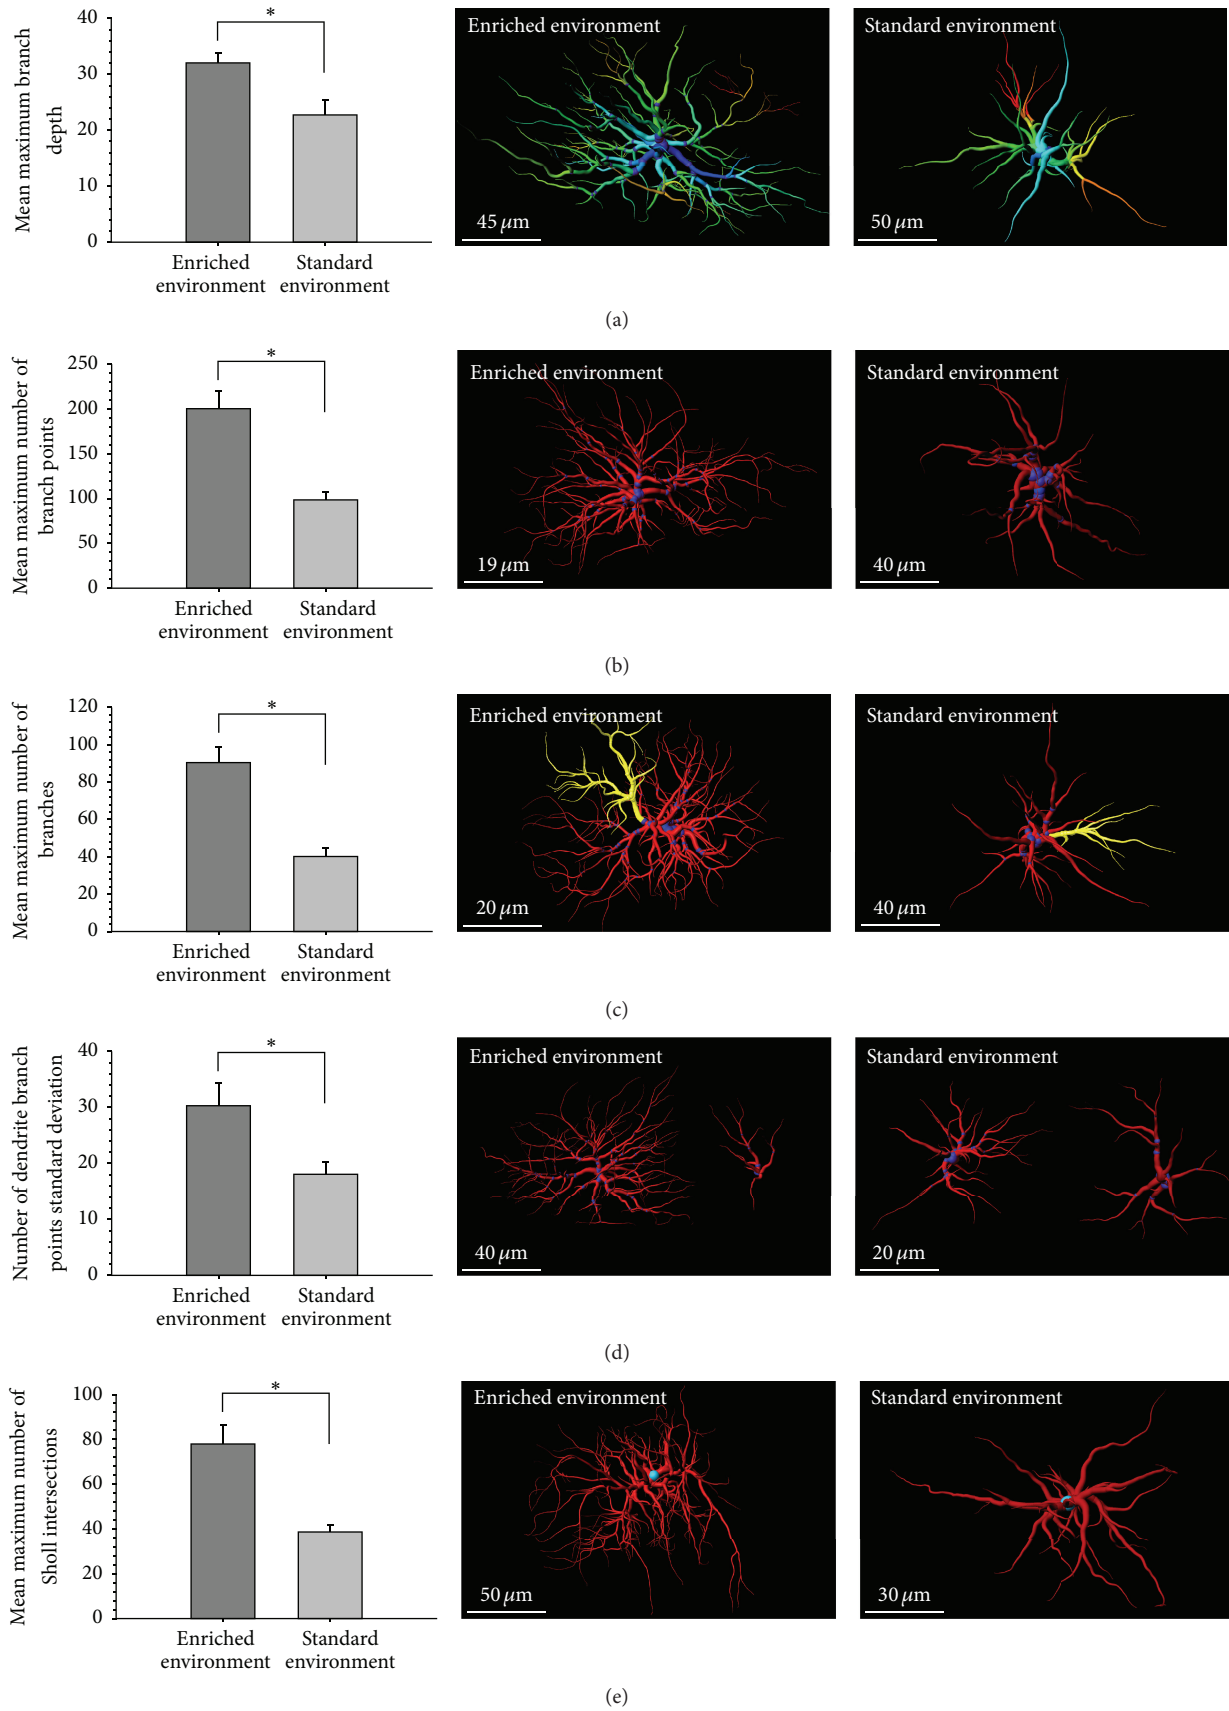 Mean maximum branch
depth
40
30
20
10
0
*
Enriched
environment
Standard
environment
Enriched environment
45 μm
Standard environment
50 μm
(a)
Mean maximum number of
branch points
250
200
150
100
50
0
*
Enriched
environment
Standard
environment
Enriched environment
19 μm
Standard environment
40 μm
(b)
Mean maximum number of
branches
120
100
80
60
40
20
0
*
Enriched
environment
Standard
environment
Enriched environment
20 μm
Standard environment
40 μm
(c)
Number of dendrite branch
points standard deviation
40
30
20
10
0
*
Enriched
environment
Standard
environment
Enriched environment
40 μm
Standard environment
20 μm
(d)
Mean maximum number of
Sholl intersections
100
80
60
40
20
0
*
Enriched
environment
Standard
environment
Enriched environment
50 μm
Standard environment
30 μm
(e)